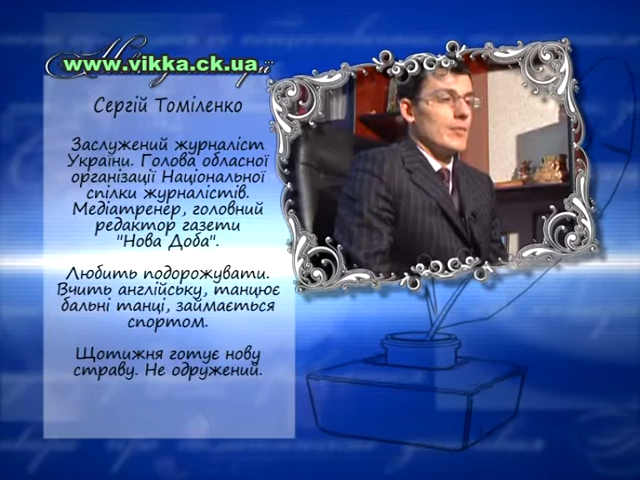 www.vikka.ck.ua
Сергій Томіленко
Заслужений журналіст
України. Голова обласної
організації Національної
спілки журналістів.
Медіатренер, головний
редактор газети
"Нова Доба".
Любить подорожувати.
Вчить англійську, танцює
бальні танці, займається
спортом.
Щотижня готує нову
страву. Не одружений.